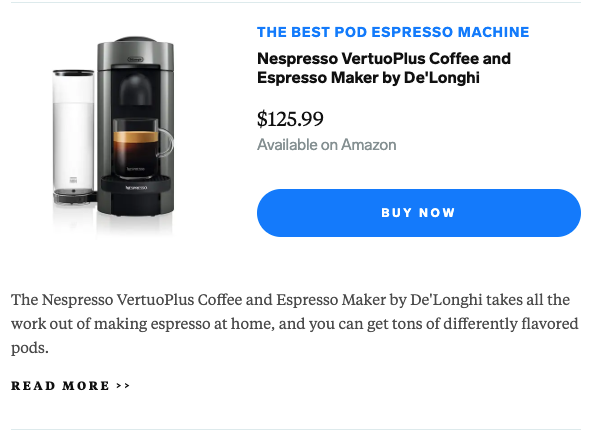 THE BEST POD ESPRESSO MACHINE
Nespresso VertuoPlus Coffee and
Espresso Maker by De'Longhi
$125.99
Available on Amazon
BUY NOW
NESPRESSO
The Nespresso VertuoPlus Coffee and Espresso Maker by De'Longhi takes all the
work out of making espresso at home, and you can get tons of differently flavored
pods.
READ MORE >>